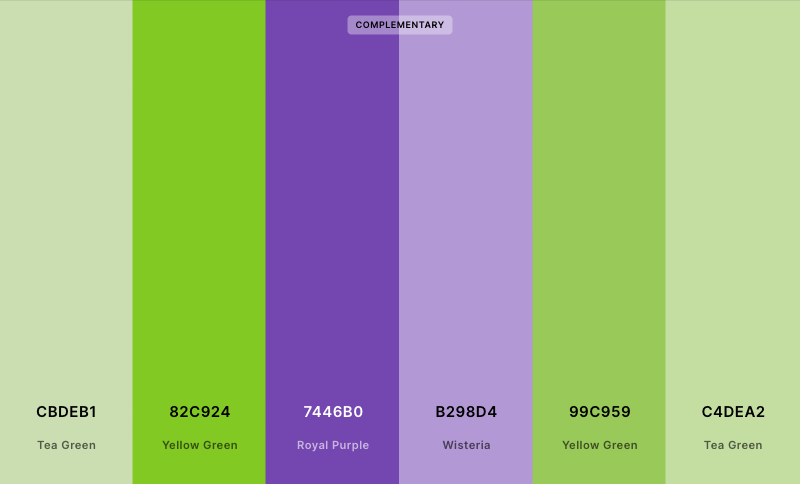 COMPLEMENTARY
CBDEB1
Tea Green
82C924
Yellow Green
7446B0
Royal Purple
B298D4
Wisteria
99C959
Yellow Green
C4DEA2
Tea Green